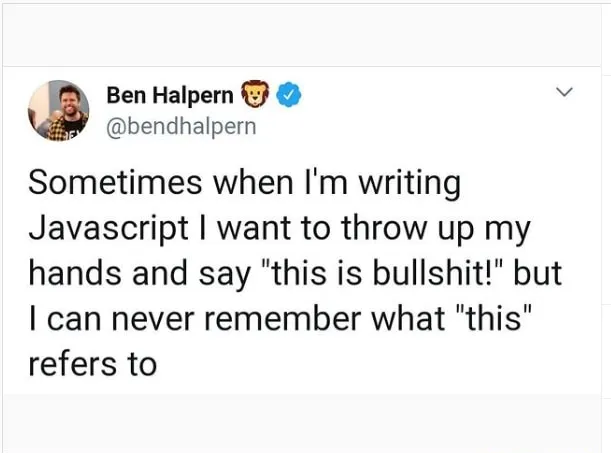 Ben Halpern 🦁
@bendhalpern
Sometimes when I'm writing
Javascript I want to throw up my
hands and say "this is bullshit!" but
I can never remember what "this"
refers to